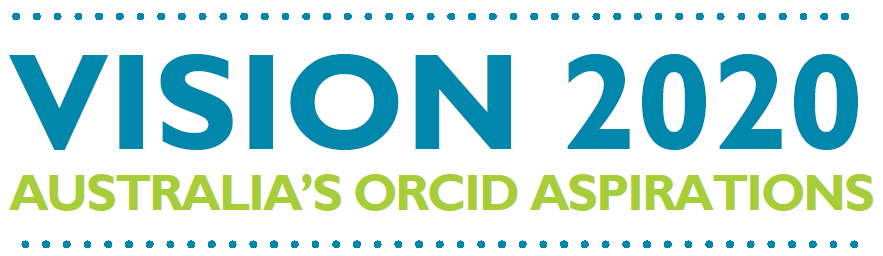 VISION 2020
AUSTRALIA'S ORCID ASPIRATIONS